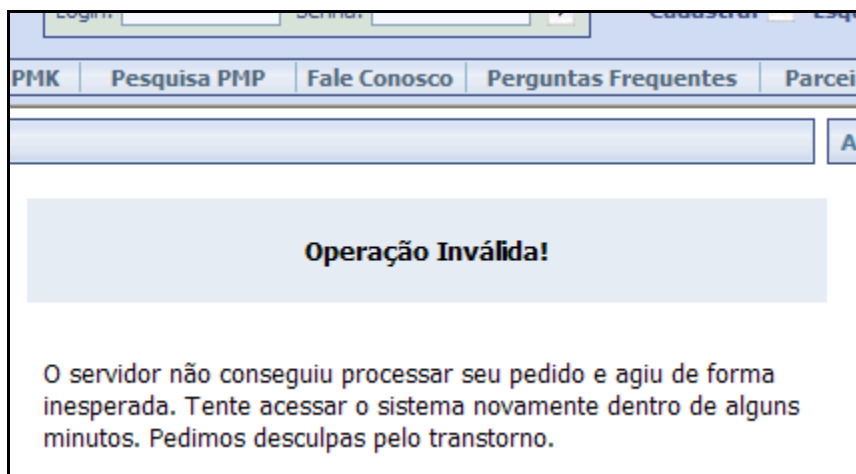 Login: Senha: Cadastrar
PMK Pesquisa PMP Fale Conosco Perguntas Frequentes
Operação Inválida!
O servidor não conseguiu processar seu pedido e agiu de forma
inesperada. Tente acessar o sistema novamente dentro de alguns
minutos. Pedimos desculpas pelo transtorno.